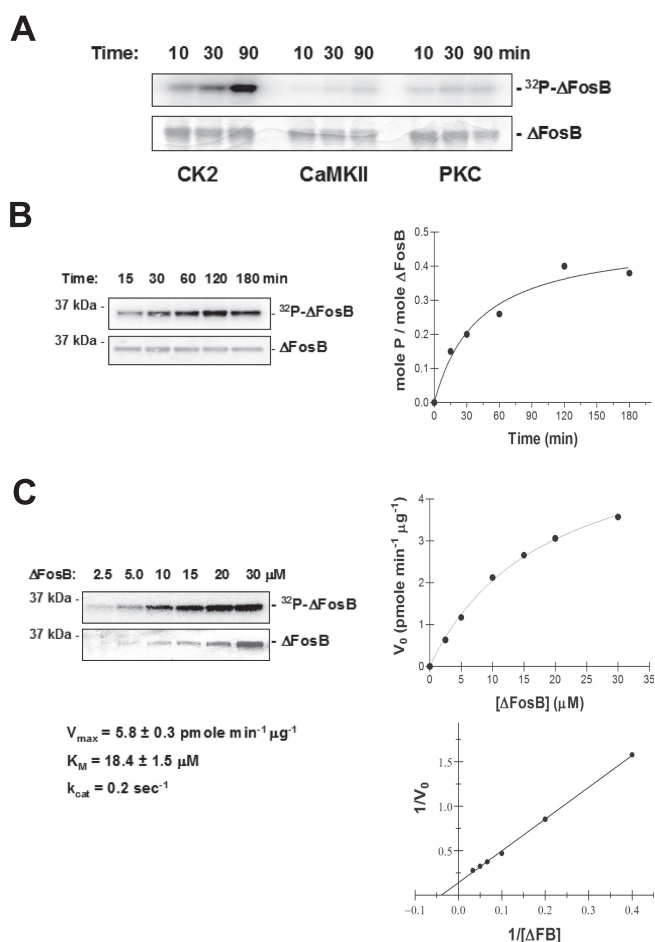 A
Time: 10 30 90 10 30 90 10 30 90 min
- ³²P-ΔFosB
- ΔFosB
CK2 CaMKII PKC
B
Time: 15 30 60 120 180 min
37 kDa -
- ³²P-ΔFosB
37 kDa -
- ΔFosB
mole P / mole ΔFosB
0.5
0.4
0.3
0.2
0.1
0.0
0 30 60 90 120 150 180
Time (min)
C
ΔFosB: 2.5 5.0 10 15 20 30 μM
37 kDa -
- ³²P-ΔFosB
37 kDa -
- ΔFosB
V₀ (pmole min⁻¹ μg⁻¹)
4
3
2
1
0
0 5 10 15 20 25 30 35
[ΔFosB] (μM)
Vmax = 5.8 ± 0.3 pmole min⁻¹ μg⁻¹
KM = 18.4 ± 1.5 μM
kcat = 0.2 sec⁻¹
1/V₀
1.5
1.0
0.5
−0.1 0.0 0.1 0.2 0.3 0.4
1/[ΔFB]